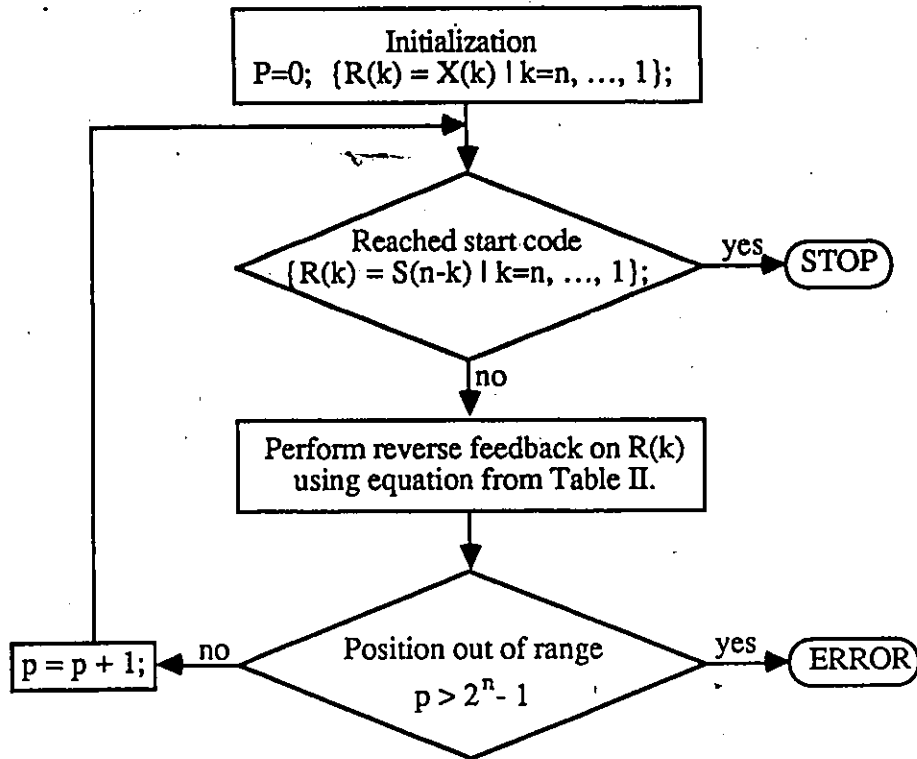 Initialization
P=0; {R(k) = X(k) | k=n, ..., 1};
Reached start code
{R(k) = S(n-k) | k=n, ..., 1};
yes
STOP
no
Perform reverse feedback on R(k)
using equation from Table II.
Position out of range
p > 2^n - 1
no
p = p + 1;
yes
ERROR